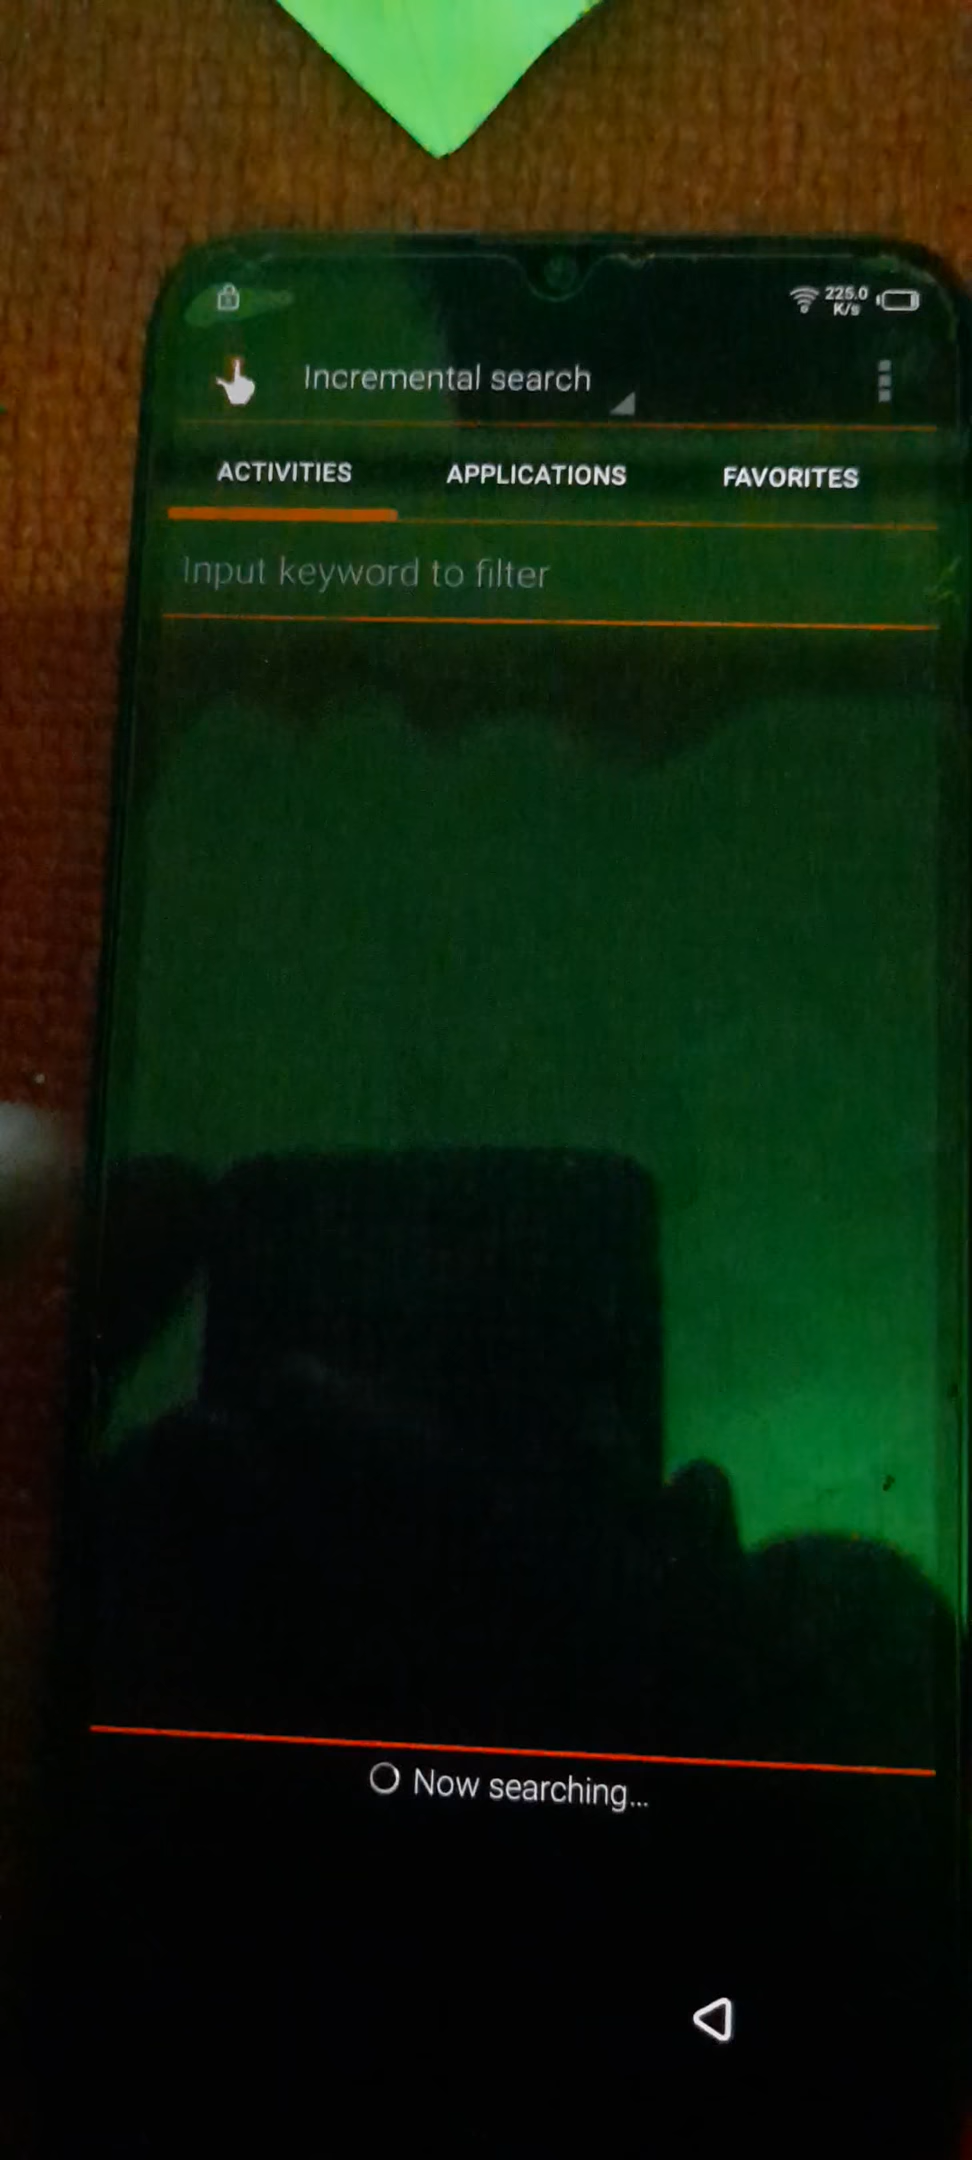 225.0
K/s
Incremental search
ACTIVITIES APPLICATIONS FAVORITES
Input keyword to filter
Now searching...